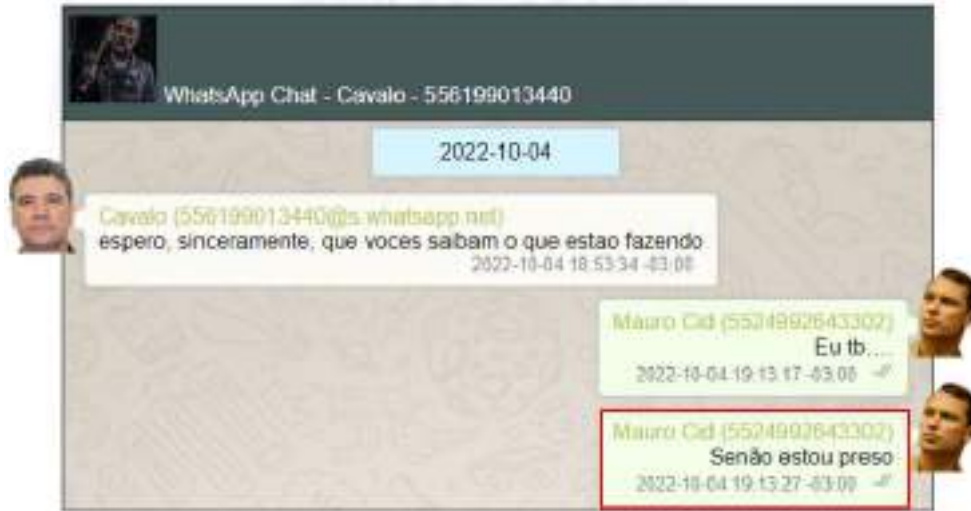 WhatsApp Chat - Cavalo - 556199013440
2022-10-04
Cavalo (556199013440@s.whatsapp.net)
espero, sinceramente, que voces saibam o que estao fazendo
2022-10-04 18:53:34 -03:00
Mauro Cid (5524992643302)
Eu tb....
2022-10-04 19:13:17 -03:00
Mauro Cid (5524992643302)
Senão estou preso
2022-10-04 19:13:27 -03:00